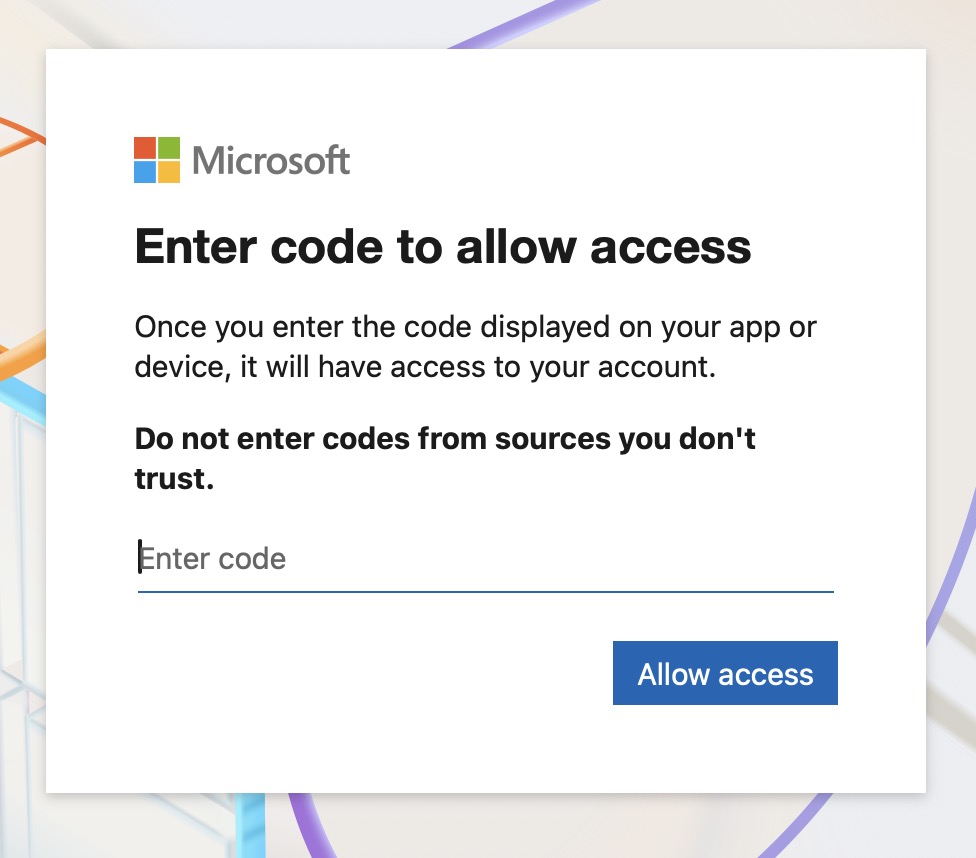 Microsoft
Enter code to allow access
Once you enter the code displayed on your app or
device, it will have access to your account.
Do not enter codes from sources you don't
trust.
Enter code
Allow access